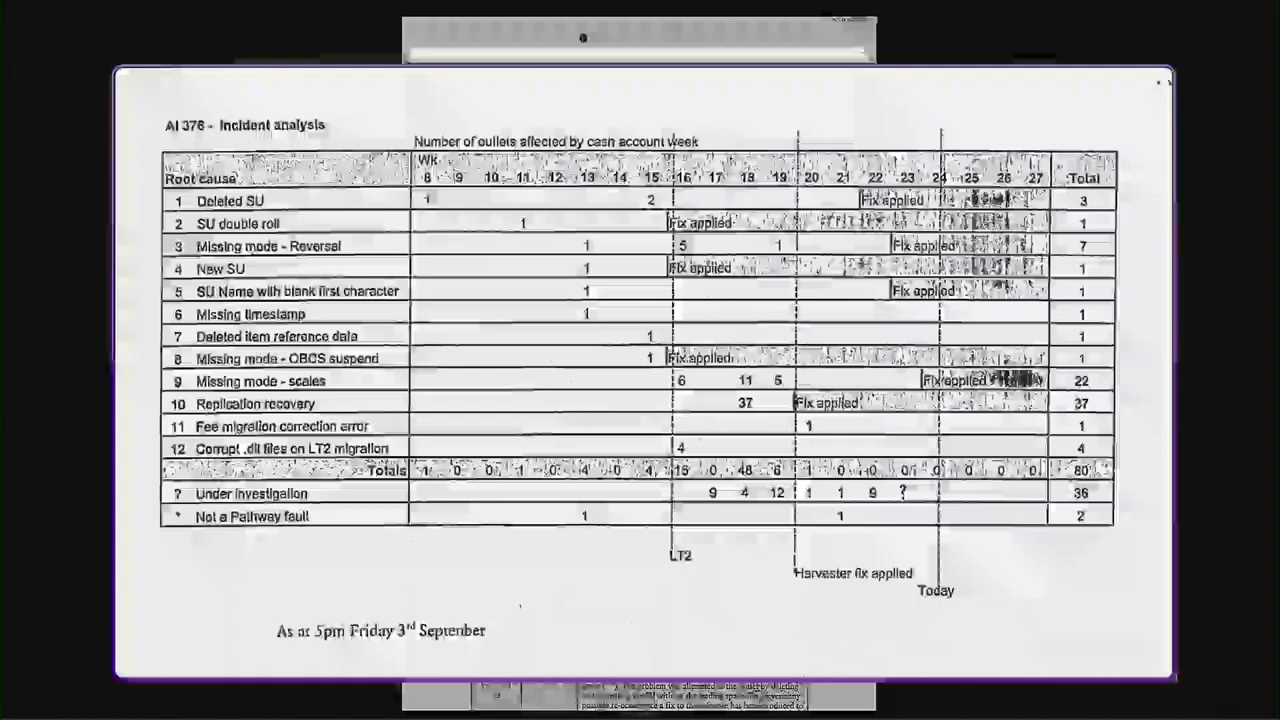 AI 376 - Incident analysis
Number of outlets affected by cash account week
Wk
Root cause 8 9 10 11 12 13 14 15 16 17 18 19 20 21 22 23 24 25 26 27 Total
1 Deleted SU 1 2 Fix applied 3
2 SU double roll 1 Fix applied 1
3 Missing mode - Reversal 1 5 1 Fix applied 7
4 New SU 1 Fix applied 1
5 SU Name with blank first character 1 Fix applied 1
6 Missing timestamp 1 1
7 Deleted item reference data 1 1
8 Missing mode - OBCS suspend 1 Fix applied 1
9 Missing mode - scales 6 11 5 Fix applied 22
10 Replication recovery 37 Fix applied 37
11 Fee migration correction error 1 1
12 Corrupt .dll files on LT2 migration 4 4
Totals 1 0 0 1 0 4 0 4 15 0 48 6 1 0 0 0 0 0 0 0 80
? Under investigation 9 4 12 1 1 9 ? 36
* Not a Pathway fault 1 1 2
LT2
Harvester fix applied
Today
As at 5pm Friday 3rd September